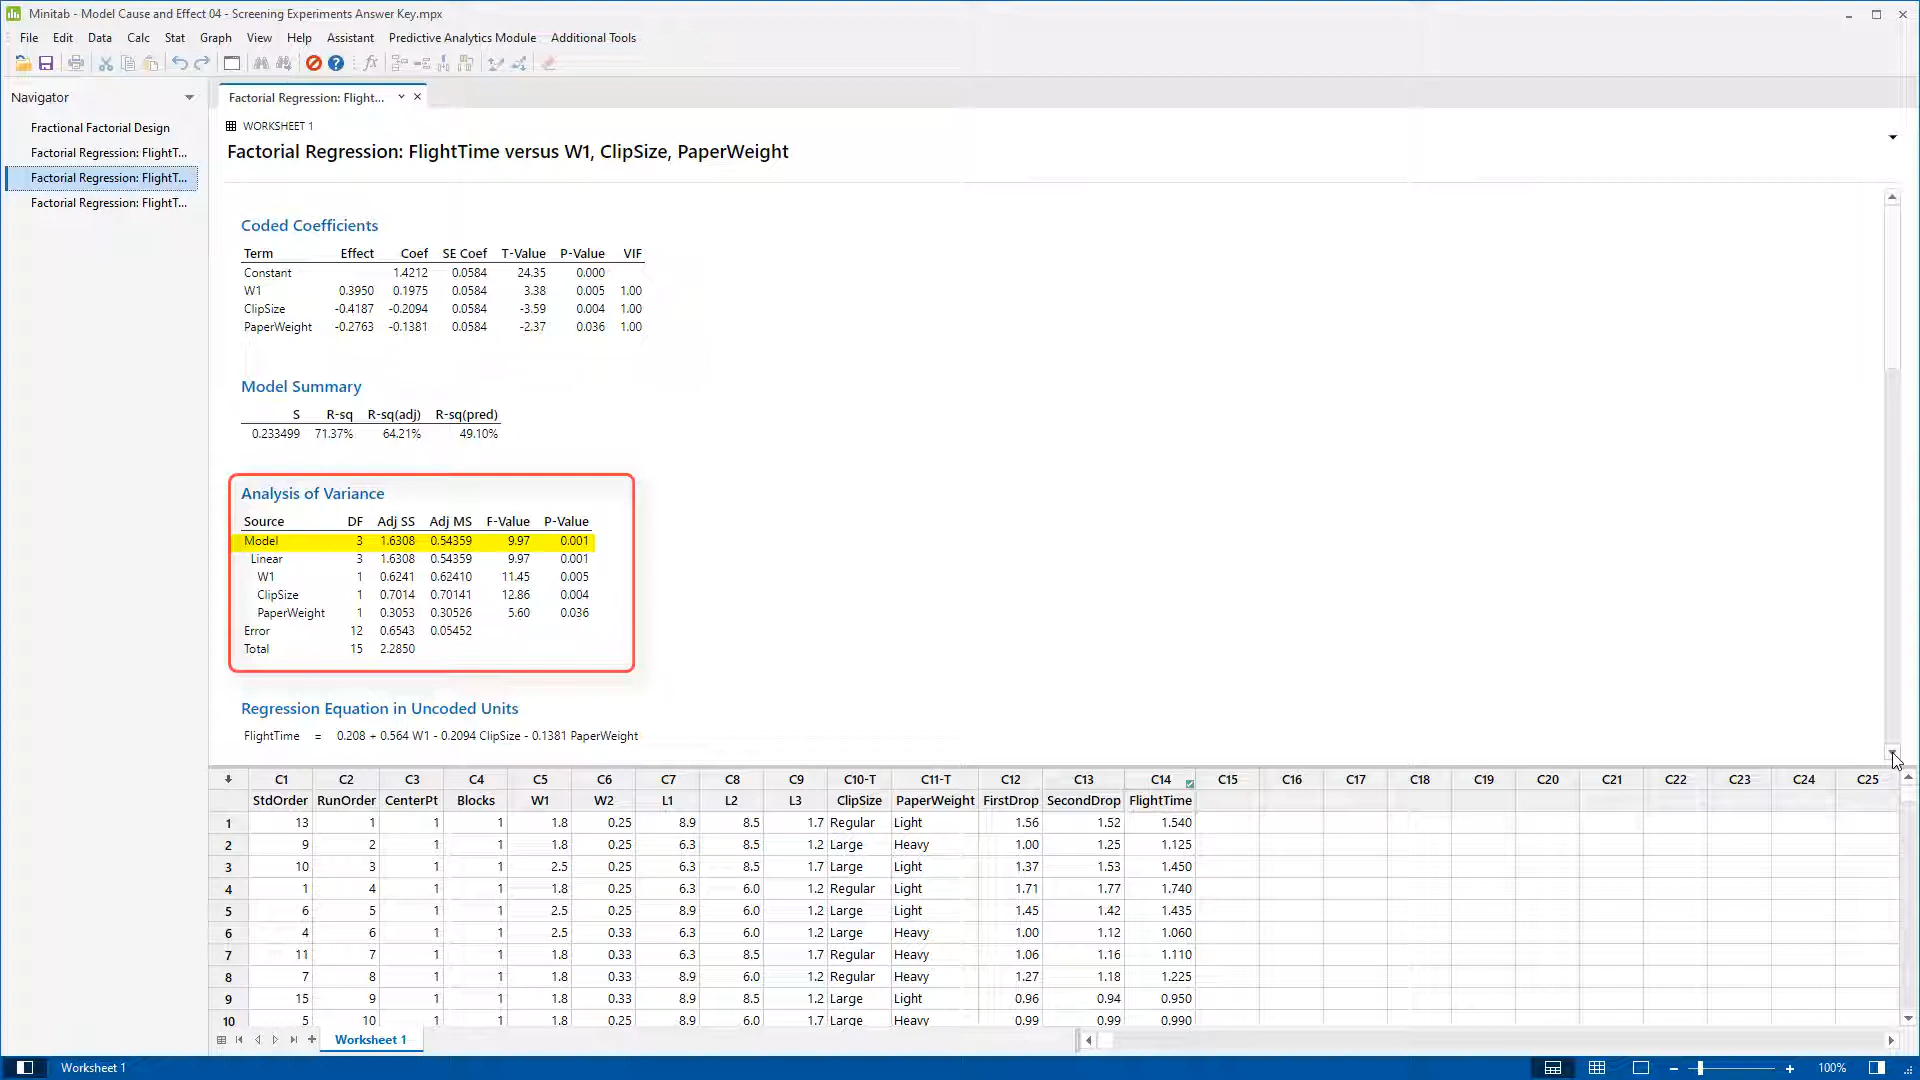 Minitab - Model Cause and Effect 04 - Screening Experiments Answer Key.mpx
File Edit Data Calc Stat Graph View Help Assistant Predictive Analytics Module Additional Tools
Navigator
Fractional Factorial Design
Factorial Regression: FlightT...
Factorial Regression: FlightT...
Factorial Regression: FlightT...
Factorial Regression: Flight...
WORKSHEET 1
Factorial Regression: FlightTime versus W1, ClipSize, PaperWeight
Coded Coefficients
Term Effect Coef SE Coef T-Value P-Value VIF
Constant 1.4212 0.0584 24.35 0.000
W1 0.3950 0.1975 0.0584 3.38 0.005 1.00
ClipSize -0.4187 -0.2094 0.0584 -3.59 0.004 1.00
PaperWeight -0.2763 -0.1381 0.0584 -2.37 0.036 1.00
Model Summary
S R-sq R-sq(adj) R-sq(pred)
0.233499 71.37% 64.21% 49.10%
Analysis of Variance
Source DF Adj SS Adj MS F-Value P-Value
Model 3 1.6308 0.54359 9.97 0.001
Linear 3 1.6308 0.54359 9.97 0.001
W1 1 0.6241 0.62410 11.45 0.005
ClipSize 1 0.7014 0.70141 12.86 0.004
PaperWeight 1 0.3053 0.30526 5.60 0.036
Error 12 0.6543 0.05452
Total 15 2.2850
Regression Equation in Uncoded Units
FlightTime = 0.208 + 0.564 W1 - 0.2094 ClipSize - 0.1381 PaperWeight
C1 C2 C3 C4 C5 C6 C7 C8 C9 C10-T C11-T C12 C13 C14 C15 C16 C17 C18 C19 C20 C21 C22 C23 C24 C25
StdOrder RunOrder CenterPt Blocks W1 W2 L1 L2 L3 ClipSize PaperWeight FirstDrop SecondDrop FlightTime
1 13 1 1 1 1.8 0.25 8.9 8.5 1.7 Regular Light 1.56 1.52 1.540
2 9 2 1 1 1.8 0.25 6.3 8.5 1.2 Large Heavy 1.00 1.25 1.125
3 10 3 1 1 2.5 0.25 6.3 8.5 1.7 Large Light 1.37 1.53 1.450
4 1 4 1 1 1.8 0.25 6.3 6.0 1.2 Regular Light 1.71 1.77 1.740
5 6 5 1 1 2.5 0.25 8.9 6.0 1.2 Large Light 1.45 1.42 1.435
6 4 6 1 1 2.5 0.33 6.3 6.0 1.2 Large Heavy 1.00 1.12 1.060
7 11 7 1 1 1.8 0.33 6.3 8.5 1.7 Regular Heavy 1.06 1.16 1.110
8 7 8 1 1 1.8 0.33 8.9 6.0 1.2 Regular Heavy 1.27 1.18 1.225
9 15 9 1 1 1.8 0.33 8.9 8.5 1.2 Large Light 0.96 0.94 0.950
10 5 10 1 1 1.8 0.25 8.9 6.0 1.7 Large Heavy 0.99 0.99 0.990
Worksheet 1
Worksheet 1
100%